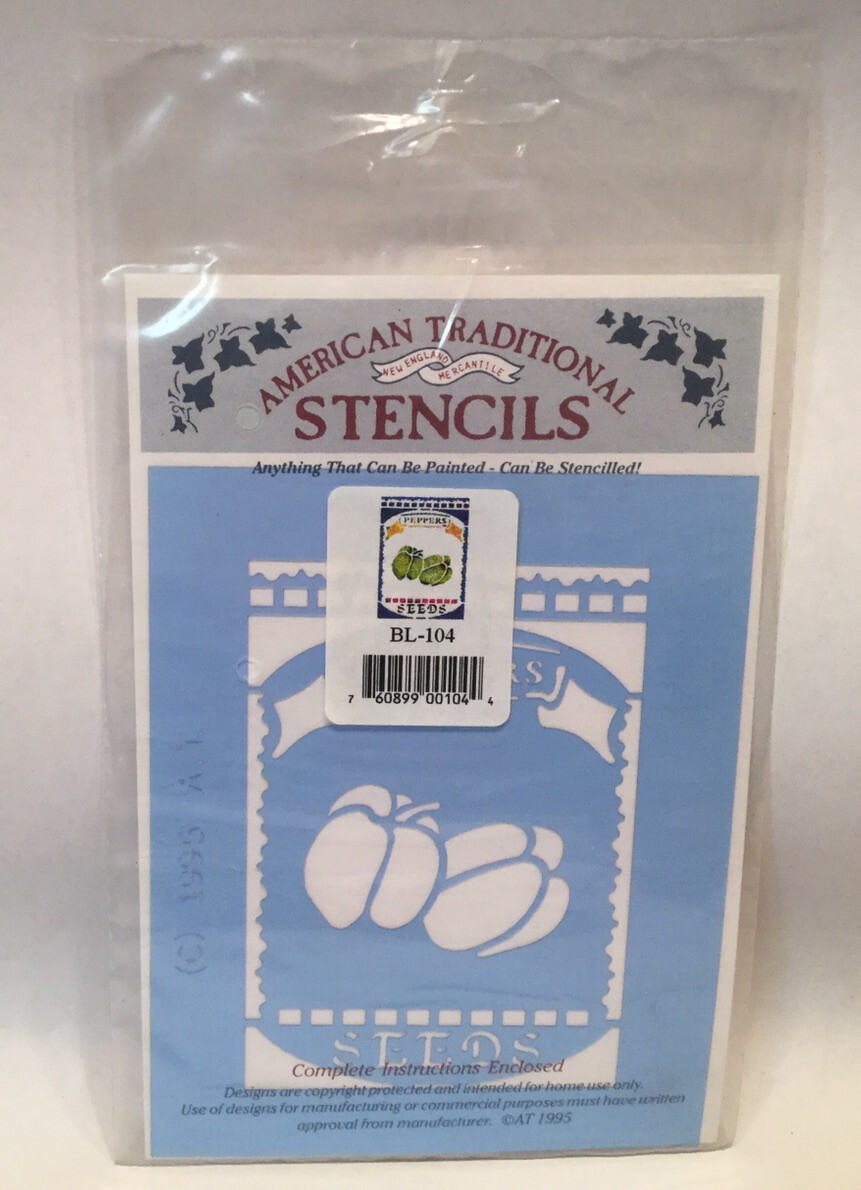 AMERICAN TRADITIONAL
NEW ENGLAND MERCANTILE
STENCILS
Anything That Can Be Painted - Can Be Stencilled!
PEPPERS
SEEDS
BL-104
7 60899 00104 4
RS
(C) 1995 A.T
SEEDS
Complete Instructions Enclosed
Designs are copyright protected and intended for home use only.
Use of designs for manufacturing or commercial purposes must have written
approval from manufacturer. ©AT 1995